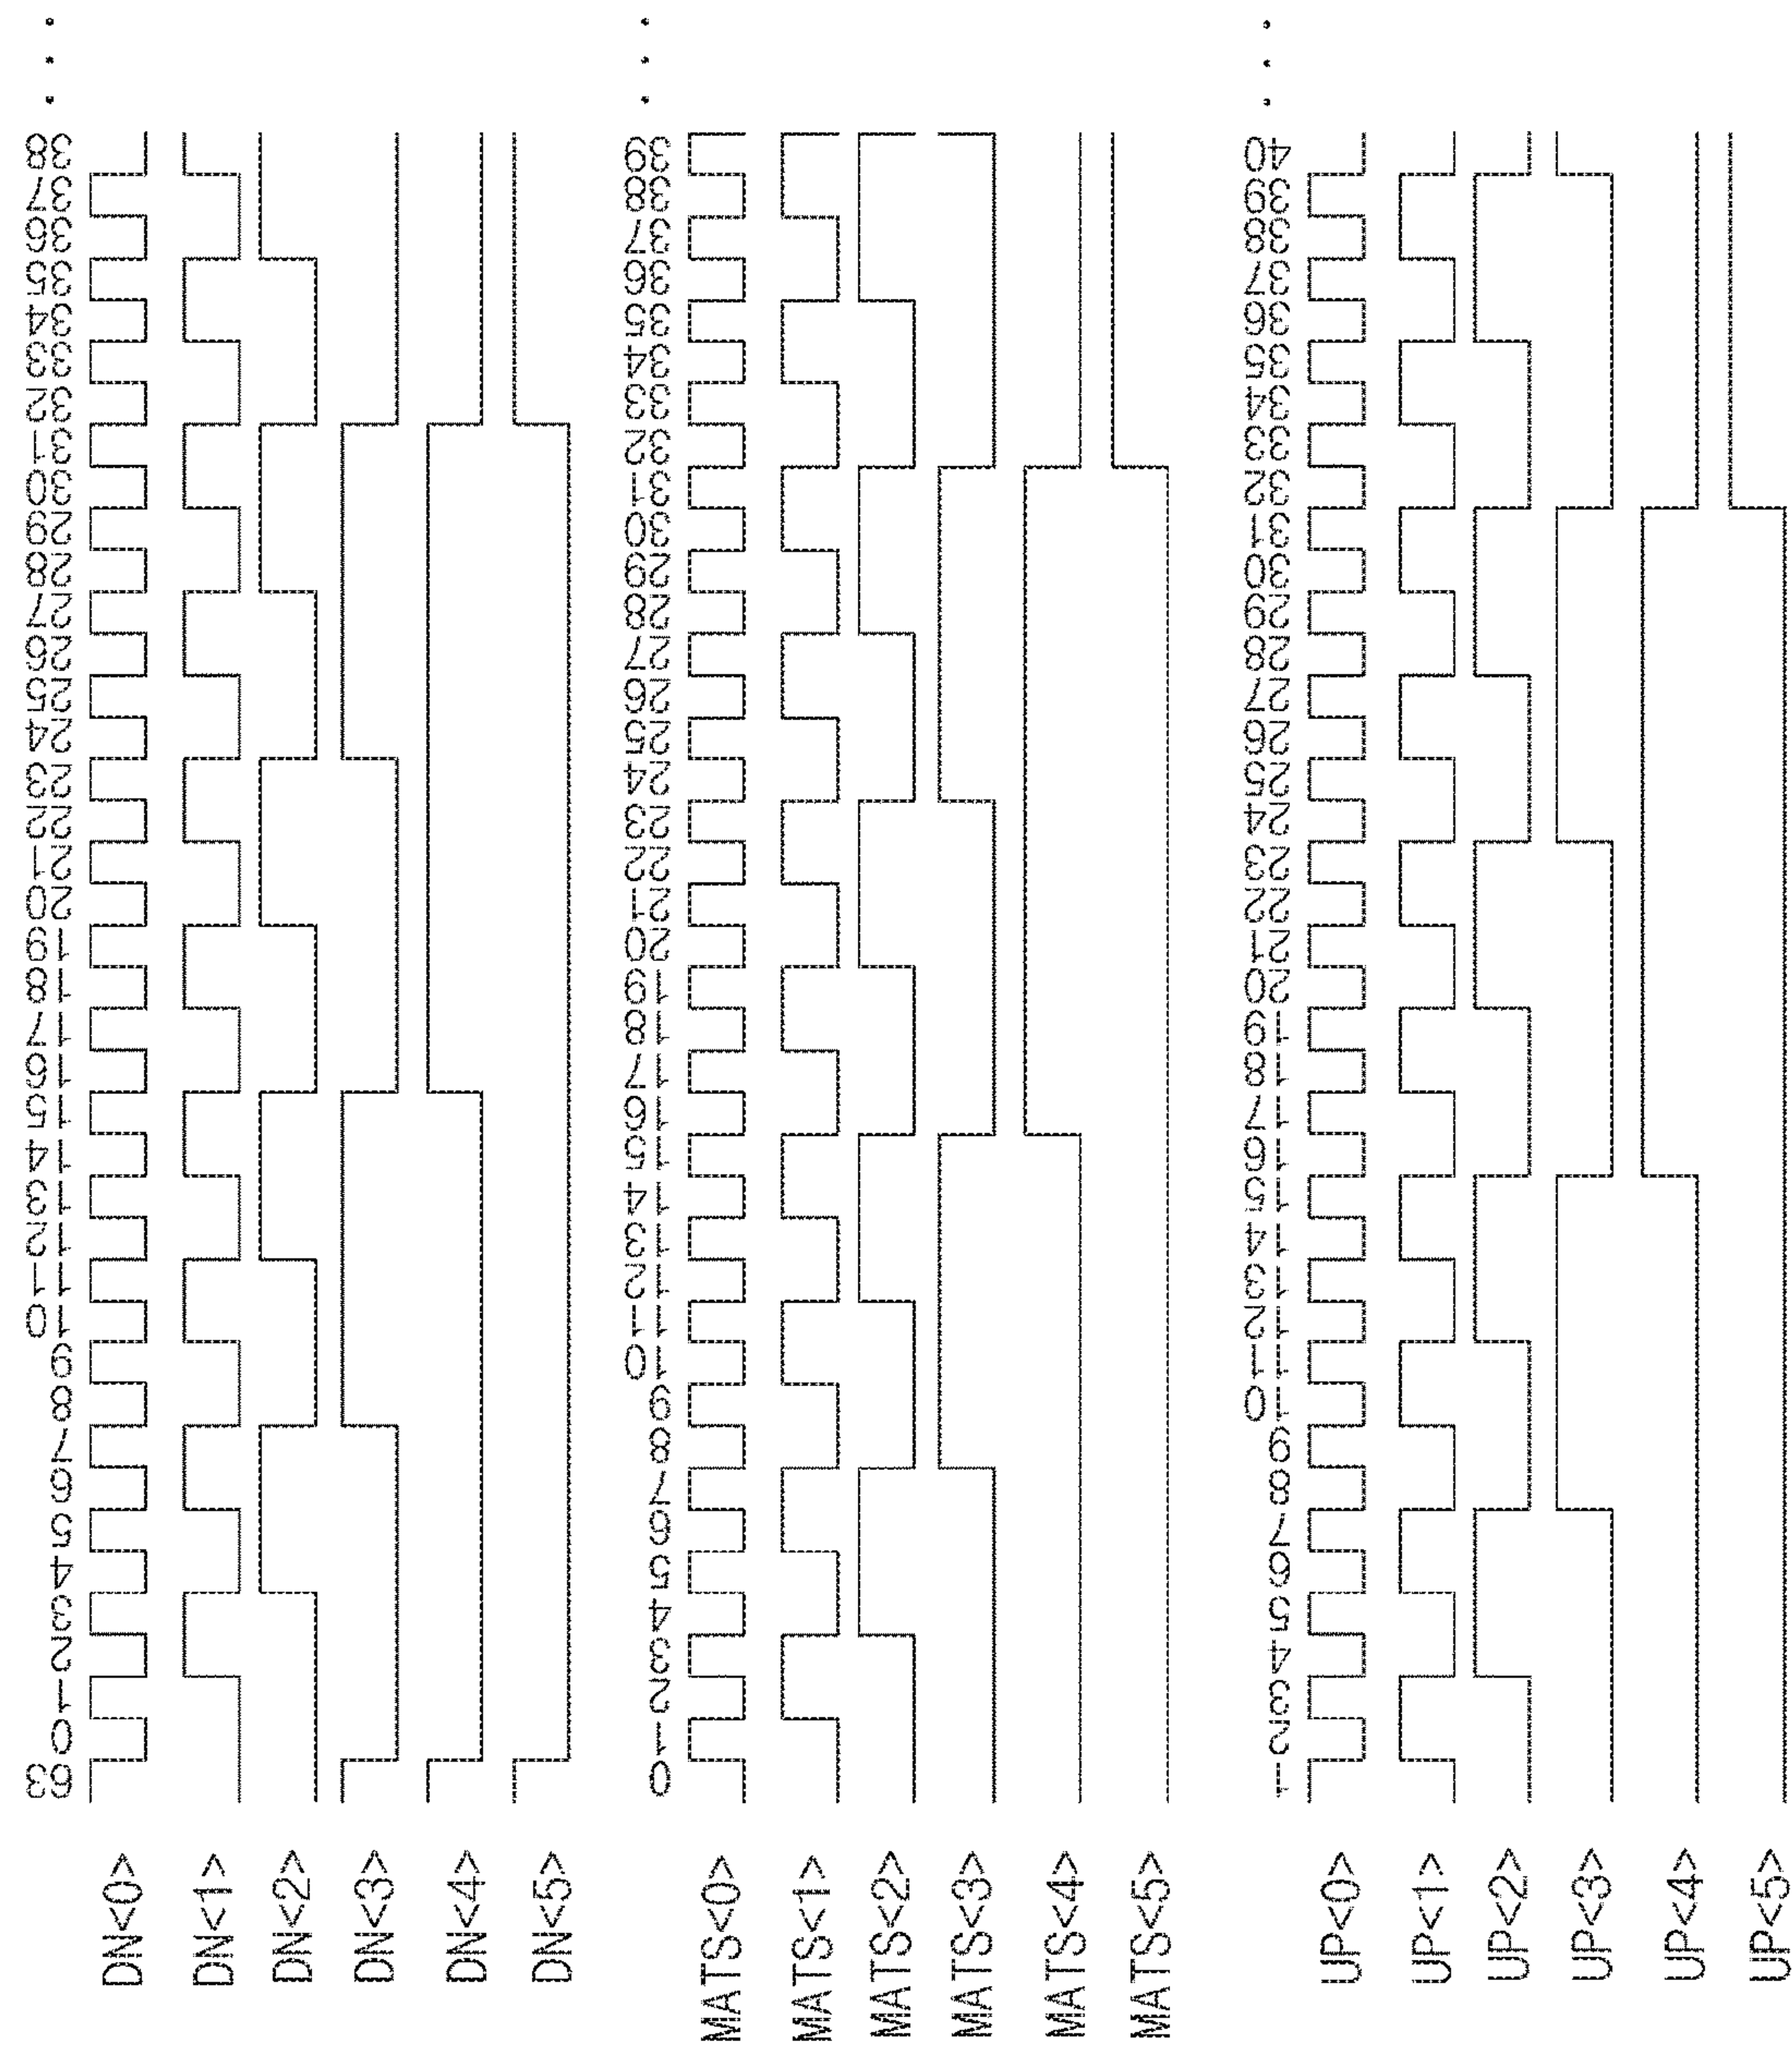 63 0 1 2 3 4 5 6 7 8 9 10 11 12 13 14 15 16 17 18 19 20 21 22 23 24 25 26 27 28 29 30 31 32 33 34 35 36 37 38 • • •
DN<0>
DN<1>
DN<2>
DN<3>
DN<4>
DN<5>
0 1 2 3 4 5 6 7 8 9 10 11 12 13 14 15 16 17 18 19 20 21 22 23 24 25 26 27 28 29 30 31 32 33 34 35 36 37 38 39 • • •
MATS<0>
MATS<1>
MATS<2>
MATS<3>
MATS<4>
MATS<5>
1 2 3 4 5 6 7 8 9 10 11 12 13 14 15 16 17 18 19 20 21 22 23 24 25 26 27 28 29 30 31 32 33 34 35 36 37 38 39 40 • • •
UP<0>
UP<1>
UP<2>
UP<3>
UP<4>
UP<5>